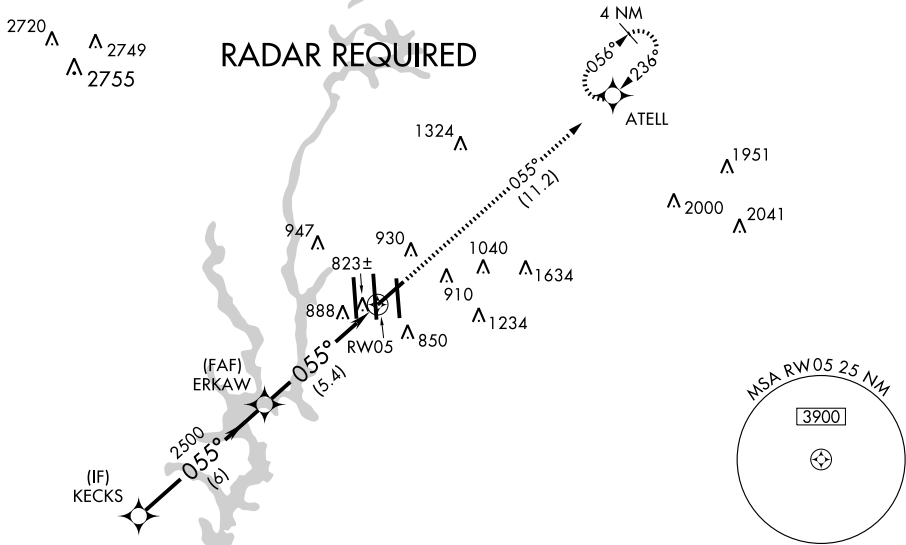 2720
2749
2755
RADAR REQUIRED
4 NM
056°
236°
ATELL
1324
1951
055°
(11.2)
2000
2041
947
930
823±
1040
1634
910
888
1234
RW05
850
(FAF)
ERKAW
055°
(5.4)
MSA RW05 25 NM
3900
2500
055°
(6)
(IF)
KECKS